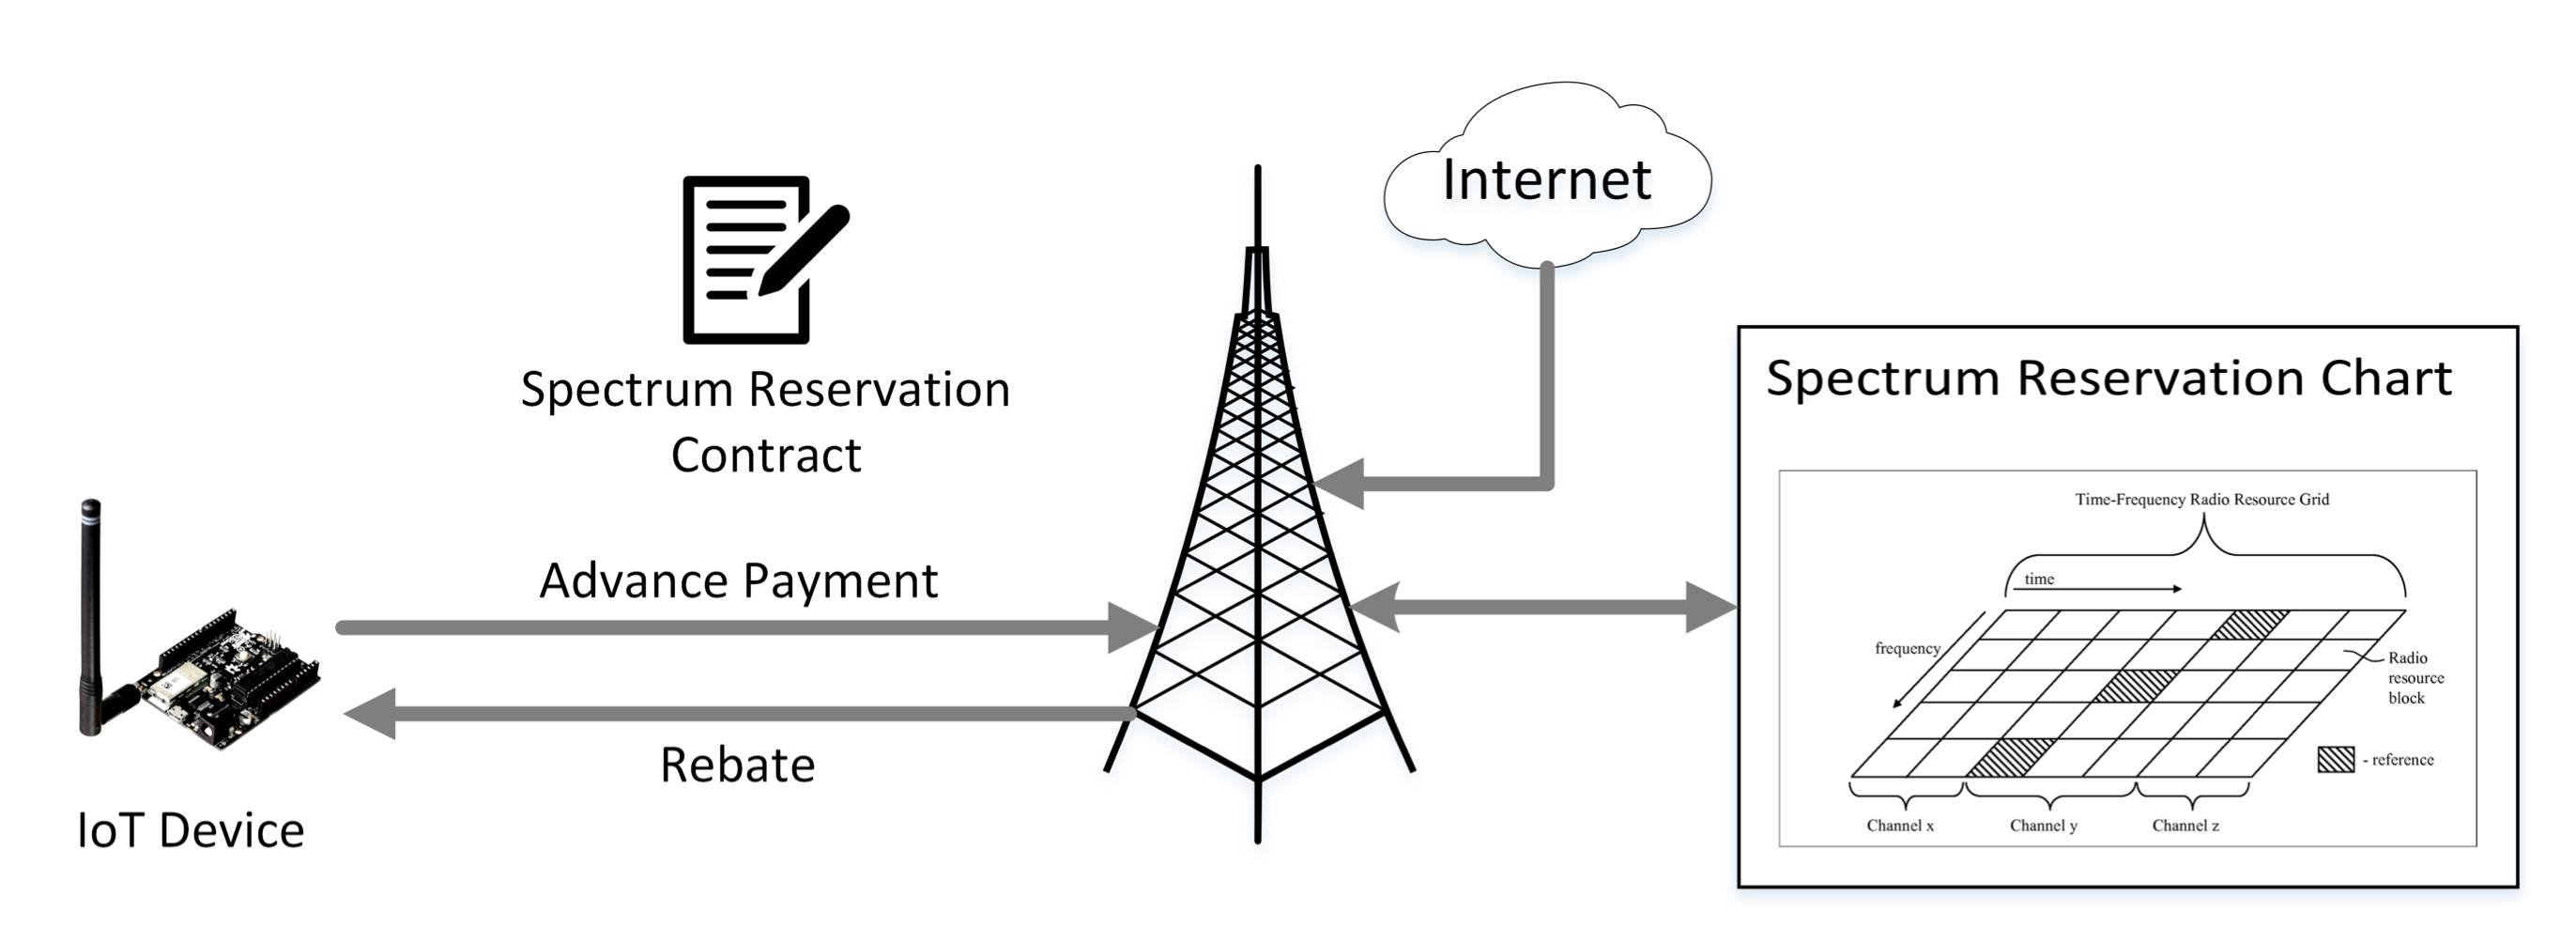 Internet
Spectrum Reservation
Contract
Advance Payment
Rebate
IoT Device
Spectrum Reservation Chart
Time-Frequency Radio Resource Grid
time
frequency
Radio
resource
block
- reference
Channel x
Channel y
Channel z